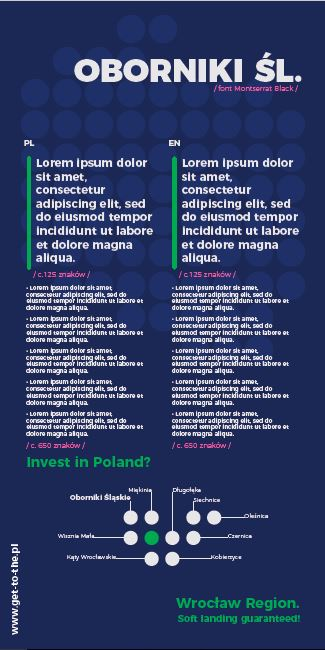 OBORNIKI ŚL.
/ font Montserrat Black /
PL
Lorem ipsum dolor
sit amet,
consectetur
adipiscing elit, sed
do eiusmod tempor
incididunt ut labore
et dolore magna
aliqua.
/ c.125 znaków /
• Lorem ipsum dolor sit amet,
consectetur adipiscing elit, sed do
eiusmod tempor incididunt ut labore et
dolore magna aliqua.
• Lorem ipsum dolor sit amet,
consectetur adipiscing elit, sed do
eiusmod tempor incididunt ut labore et
dolore magna aliqua.
• Lorem ipsum dolor sit amet,
consectetur adipiscing elit, sed do
eiusmod tempor incididunt ut labore et
dolore magna aliqua.
• Lorem ipsum dolor sit amet,
consectetur adipiscing elit, sed do
eiusmod tempor incididunt ut labore et
dolore magna aliqua.
• Lorem ipsum dolor sit amet,
consectetur adipiscing elit, sed do
eiusmod tempor incididunt ut labore et
dolore magna aliqua.
/ c. 650 znaków /
EN
Lorem ipsum dolor
sit amet,
consectetur
adipiscing elit, sed
do eiusmod tempor
incididunt ut labore
et dolore magna
aliqua.
/ c.125 znaków /
• Lorem ipsum dolor sit amet,
consectetur adipiscing elit, sed do
eiusmod tempor incididunt ut labore et
dolore magna aliqua.
• Lorem ipsum dolor sit amet,
consectetur adipiscing elit, sed do
eiusmod tempor incididunt ut labore et
dolore magna aliqua.
• Lorem ipsum dolor sit amet,
consectetur adipiscing elit, sed do
eiusmod tempor incididunt ut labore et
dolore magna aliqua.
• Lorem ipsum dolor sit amet,
consectetur adipiscing elit, sed do
eiusmod tempor incididunt ut labore et
dolore magna aliqua.
• Lorem ipsum dolor sit amet,
consectetur adipiscing elit, sed do
eiusmod tempor incididunt ut labore et
dolore magna aliqua.
/ c. 650 znaków /
Invest in Poland?
Miękinia
Długołęka
Oborniki Śląskie
Siechnice
Oleśnica
Wisznia Mała
Czernica
Kąty Wrocławskie
Kobierzyce
www.get-to-the.pl
Wrocław Region.
Soft landing guaranteed!